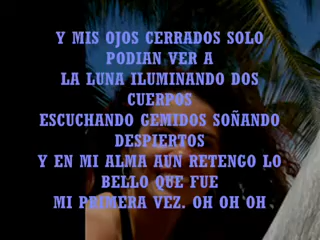 Y MIS OJOS CERRADOS SOLO
PODIAN VER A
LA LUNA ILUMINANDO DOS
CUERPOS
ESCUCHANDO GEMIDOS SOÑANDO
DESPIERTOS
Y EN MI ALMA AUN RETENGO LO
BELLO QUE FUE
MI PRIMERA VEZ. OH OH OH